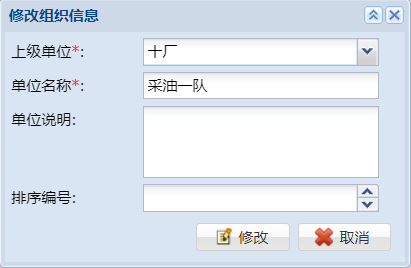 修改组织信息
上级单位*: 十厂
单位名称*: 采油一队
单位说明:
排序编号:
修改 取消